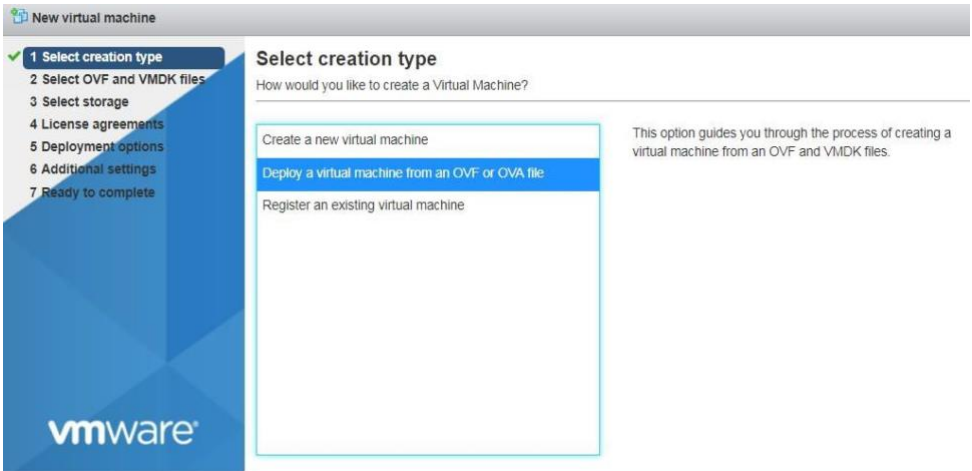 New virtual machine
1 Select creation type
2 Select OVF and VMDK files
3 Select storage
4 License agreements
5 Deployment options
6 Additional settings
7 Ready to complete
vmware®
Select creation type
How would you like to create a Virtual Machine?
Create a new virtual machine
Deploy a virtual machine from an OVF or OVA file
Register an existing virtual machine
This option guides you through the process of creating a
virtual machine from an OVF and VMDK files.